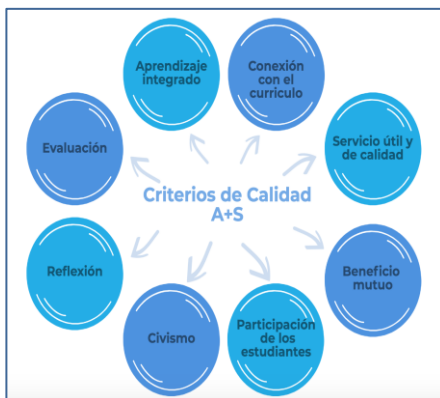 Criterios de Calidad
A+S
Aprendizaje
integrado
Conexión
con el
curriculo
Servicio útil y
de calidad
Beneficio
mutuo
Participación
de los
estudiantes
Civismo
Reflexión
Evaluación